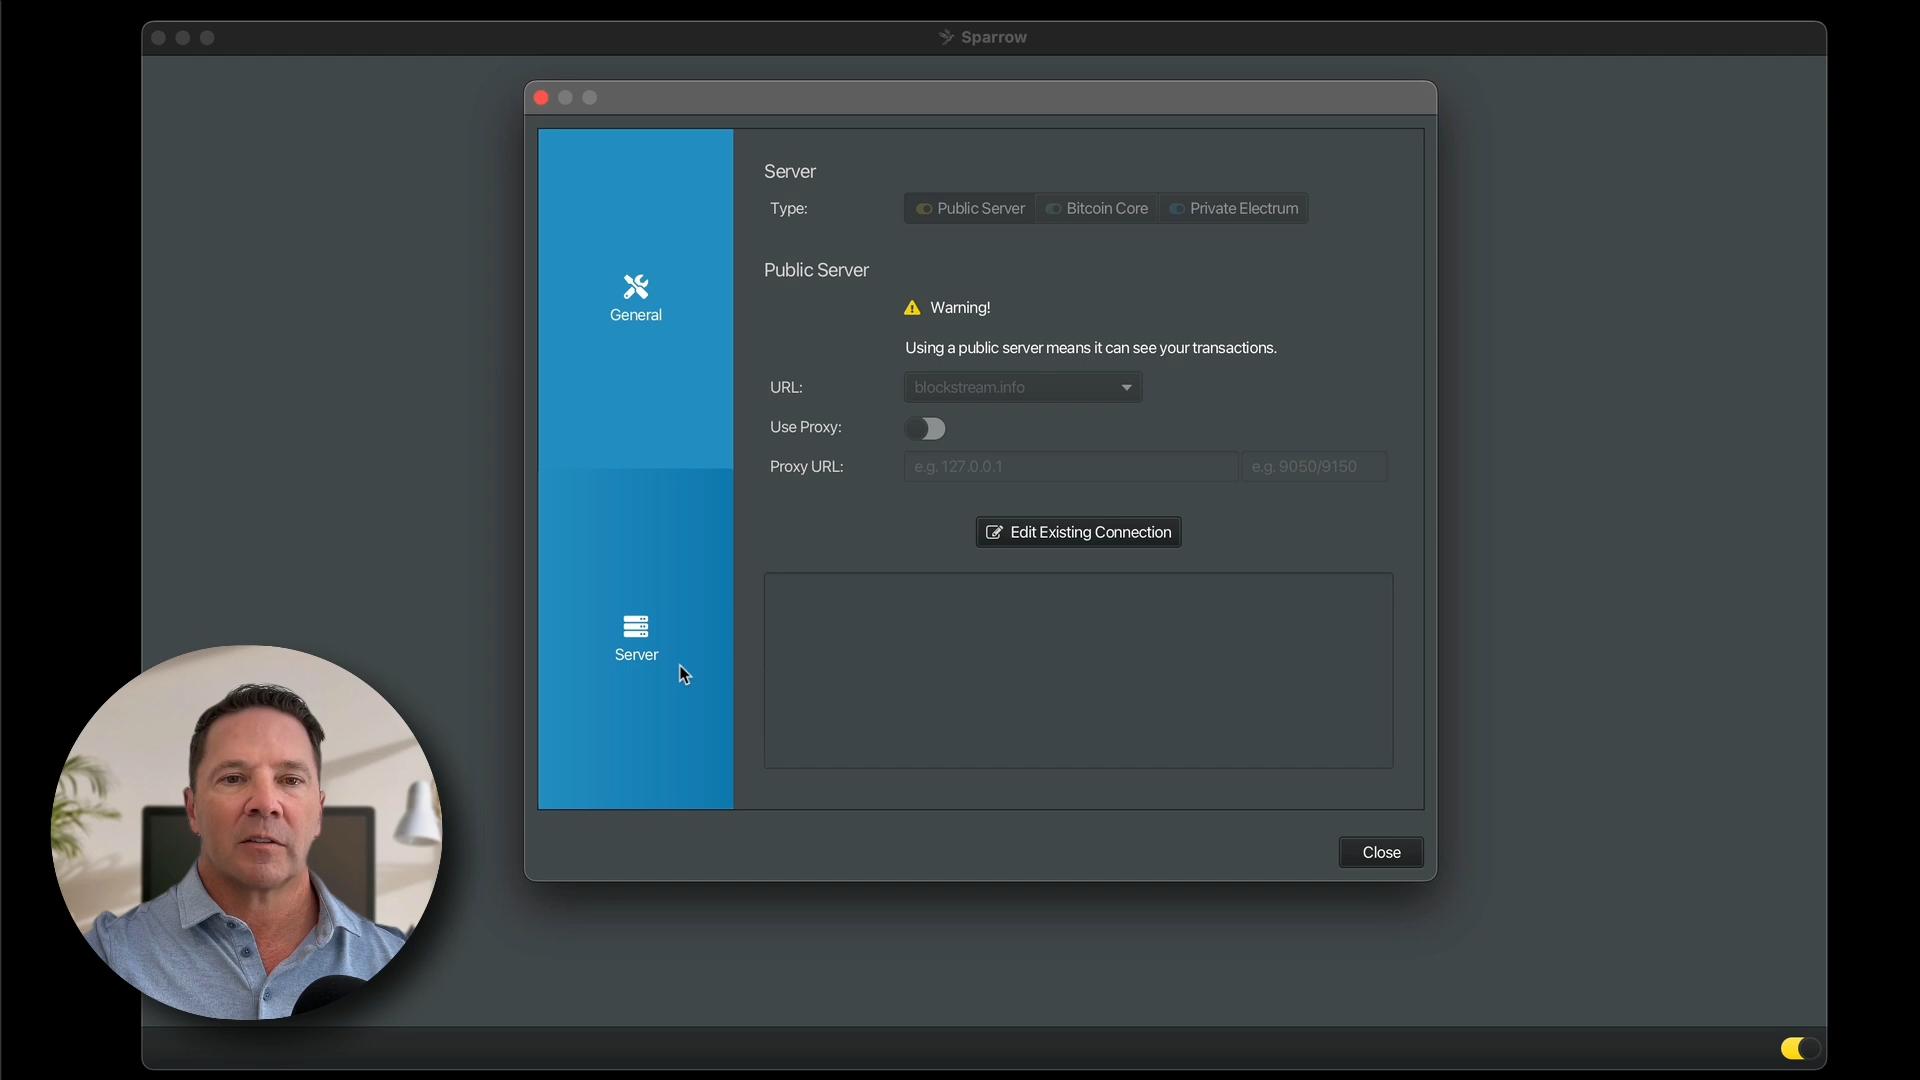 Sparrow
General
Server
Server
Type:
Public Server
Bitcoin Core
Private Electrum
Public Server
Warning!
Using a public server means it can see your transactions.
URL:
blockstream.info
Use Proxy:
Proxy URL:
e.g. 127.0.0.1
e.g. 9050/9150
Edit Existing Connection
Close